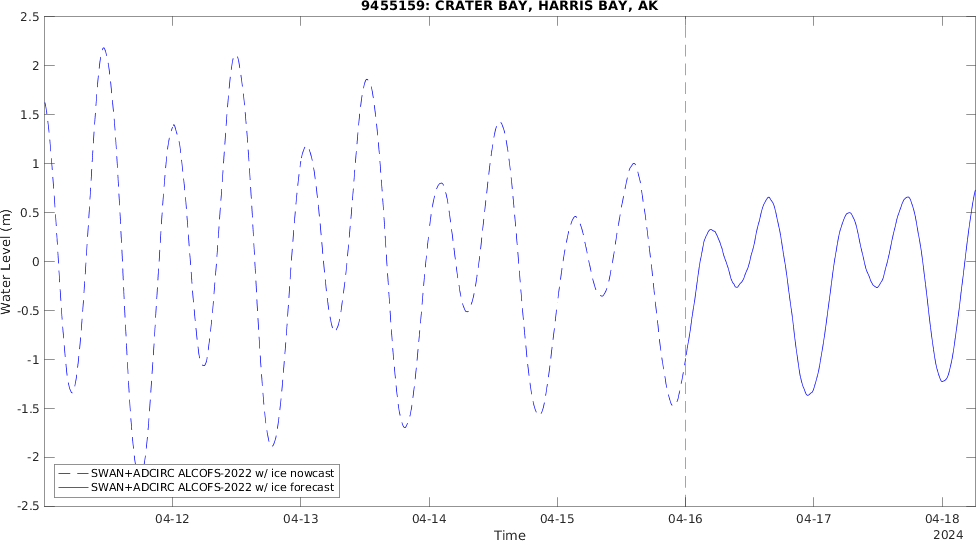 9455159: CRATER BAY, HARRIS BAY, AK
Water Level (m)
2.5
2
1.5
1
0.5
0
-0.5
-1
-1.5
-2
-2.5
SWAN+ADCIRC ALCOFS-2022 w/ ice nowcast
SWAN+ADCIRC ALCOFS-2022 w/ ice forecast
04-12 04-13 04-14 04-15 04-16 04-17 04-18
Time
2024